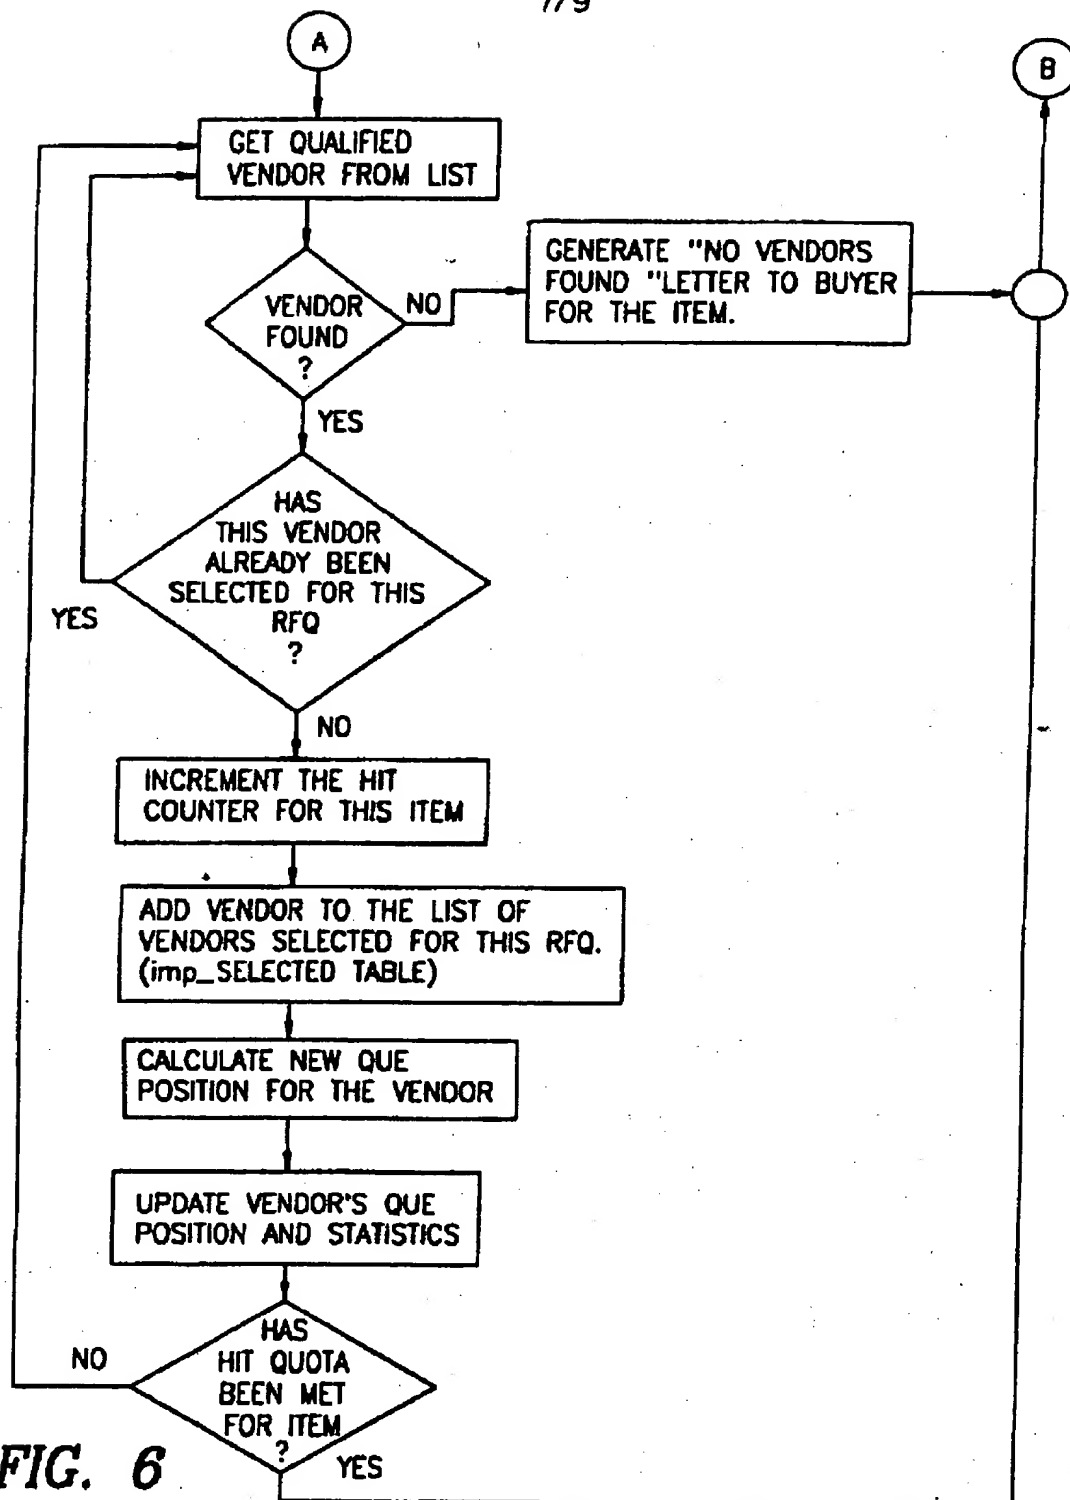 7/9
A
B
GET QUALIFIED
VENDOR FROM LIST
VENDOR
FOUND
?
NO
GENERATE "NO VENDORS
FOUND "LETTER TO BUYER
FOR THE ITEM.
YES
HAS
THIS VENDOR
ALREADY BEEN
SELECTED FOR THIS
RFQ
?
YES
NO
INCREMENT THE HIT
COUNTER FOR THIS ITEM
ADD VENDOR TO THE LIST OF
VENDORS SELECTED FOR THIS RFQ.
(imp_SELECTED TABLE)
CALCULATE NEW QUE
POSITION FOR THE VENDOR
UPDATE VENDOR'S QUE
POSITION AND STATISTICS
HAS
HIT QUOTA
BEEN MET
FOR ITEM
?
NO
YES
FIG. 6